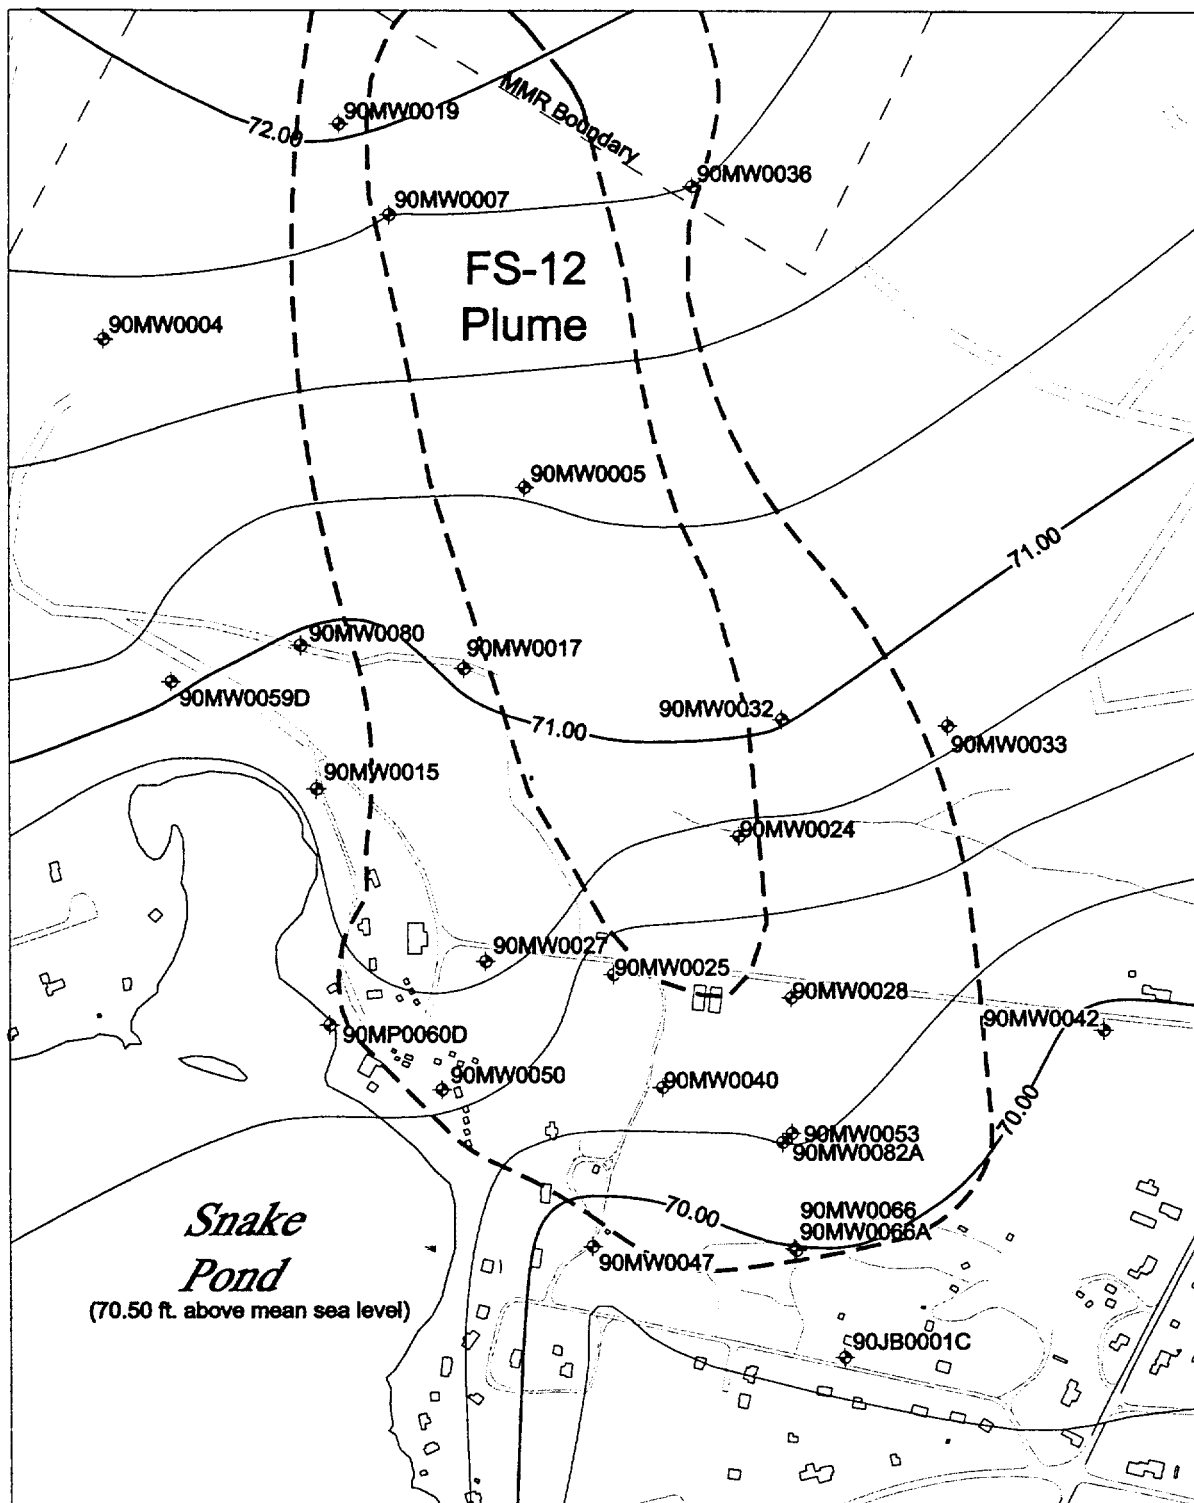 72.00
90MW0019
MMR Boundary
90MW0036
90MW0007
FS-12
Plume
90MW0004
90MW0005
71.00
90MW0080
90MW0017
90MW0059D
90MW0032
71.00
90MW0033
90MW0015
90MW0024
90MW0027
90MW0025
90MW0028
90MW0042
90MP0060D
90MW0050
90MW0040
70.00
90MW0053
90MW0082A
70.00
90MW0066
90MW0066A
90MW0047
Snake
Pond
(70.50 ft. above mean sea level)
90JB0001C